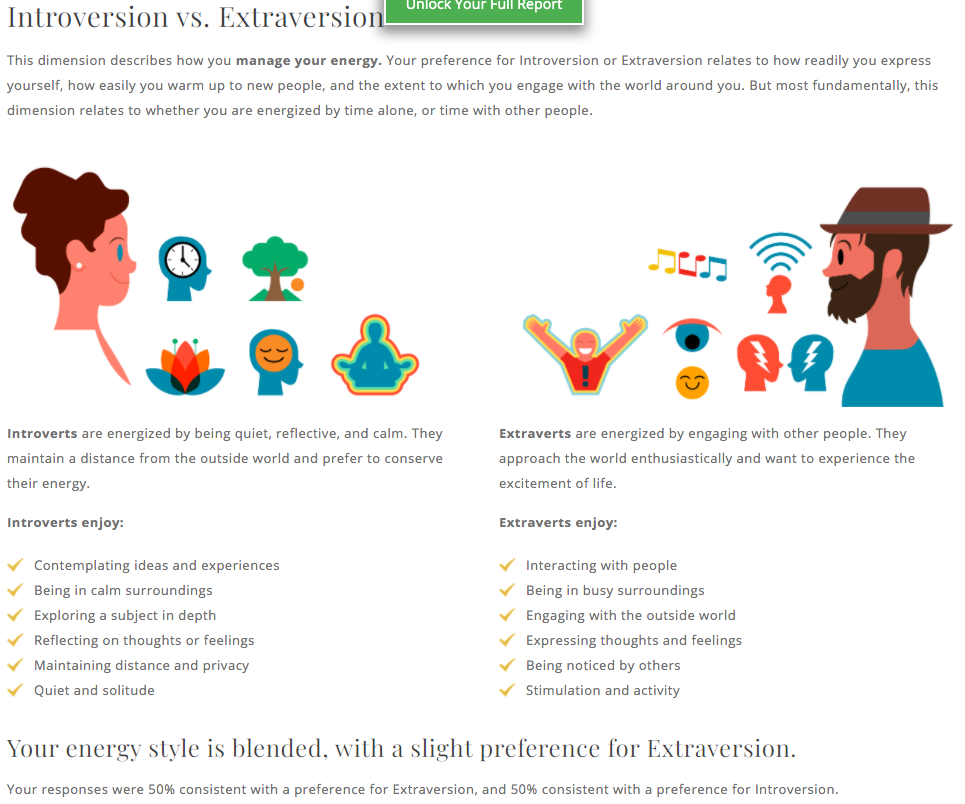 Unlock Your Full Report
Introversion vs. Extraversion
This dimension describes how you manage your energy. Your preference for Introversion or Extraversion relates to how readily you express
yourself, how easily you warm up to new people, and the extent to which you engage with the world around you. But most fundamentally, this
dimension relates to whether you are energized by time alone, or time with other people.
Introverts are energized by being quiet, reflective, and calm. They
maintain a distance from the outside world and prefer to conserve
their energy.
Introverts enjoy:
Contemplating ideas and experiences
Being in calm surroundings
Exploring a subject in depth
Reflecting on thoughts or feelings
Maintaining distance and privacy
Quiet and solitude
Extraverts are energized by engaging with other people. They
approach the world enthusiastically and want to experience the
excitement of life.
Extraverts enjoy:
Interacting with people
Being in busy surroundings
Engaging with the outside world
Expressing thoughts and feelings
Being noticed by others
Stimulation and activity
Your energy style is blended, with a slight preference for Extraversion.
Your responses were 50% consistent with a preference for Extraversion, and 50% consistent with a preference for Introversion.